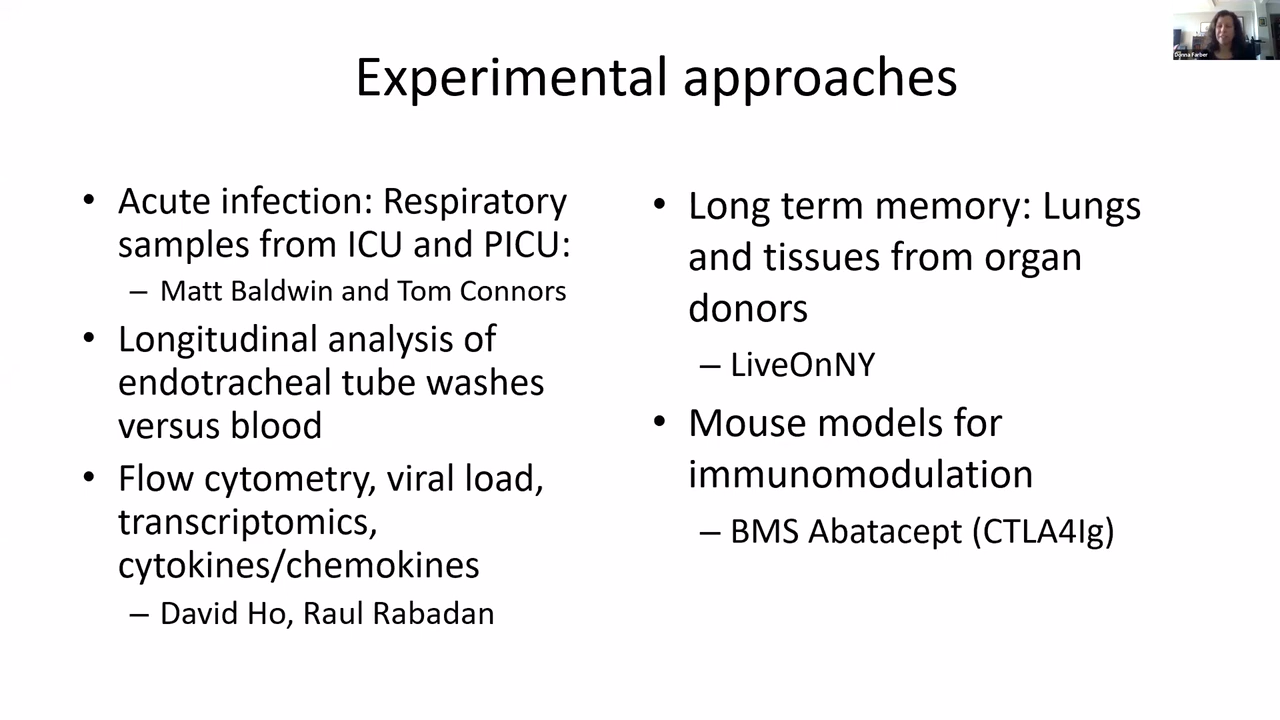 Experimental approaches
Donna Farber
• Acute infection: Respiratory
samples from ICU and PICU:
– Matt Baldwin and Tom Connors
• Longitudinal analysis of
endotracheal tube washes
versus blood
• Flow cytometry, viral load,
transcriptomics,
cytokines/chemokines
– David Ho, Raul Rabadan
• Long term memory: Lungs
and tissues from organ
donors
– LiveOnNY
• Mouse models for
immunomodulation
– BMS Abatacept (CTLA4Ig)